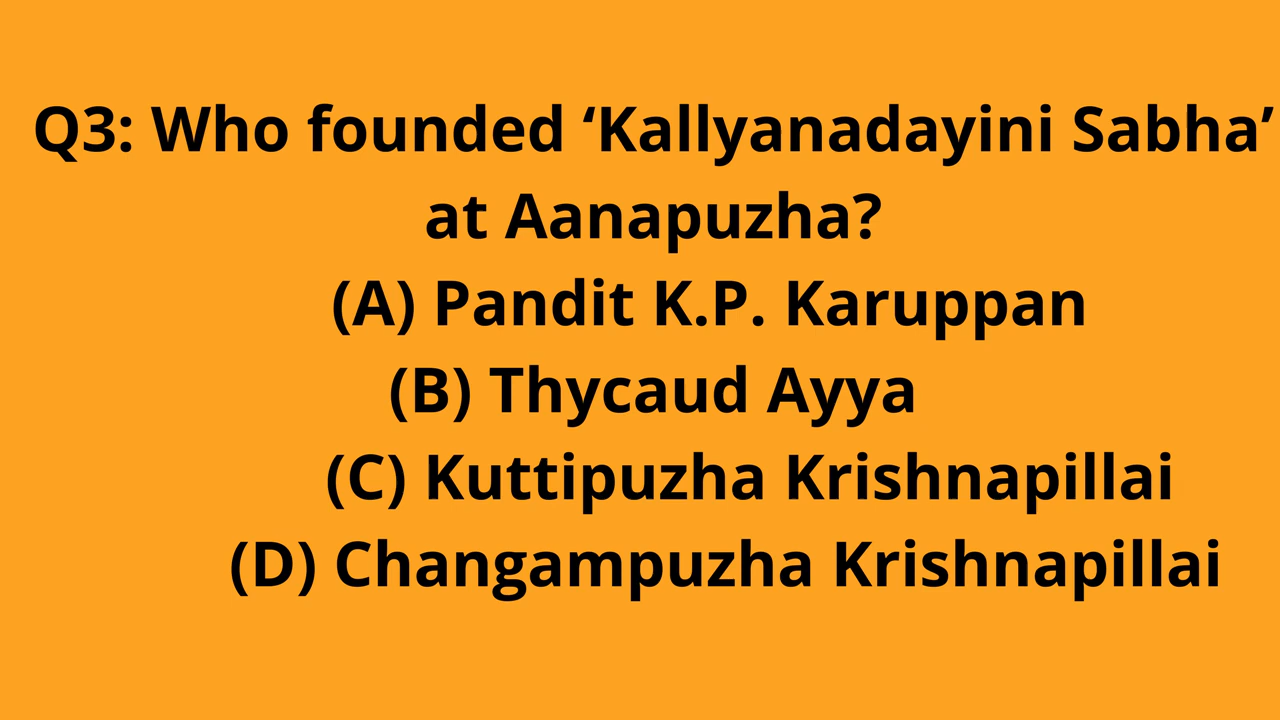 Q3: Who founded ‘Kallyanadayini Sabha’
at Aanapuzha?
(A) Pandit K.P. Karuppan
(B) Thycaud Ayya
(C) Kuttipuzha Krishnapillai
(D) Changampuzha Krishnapillai